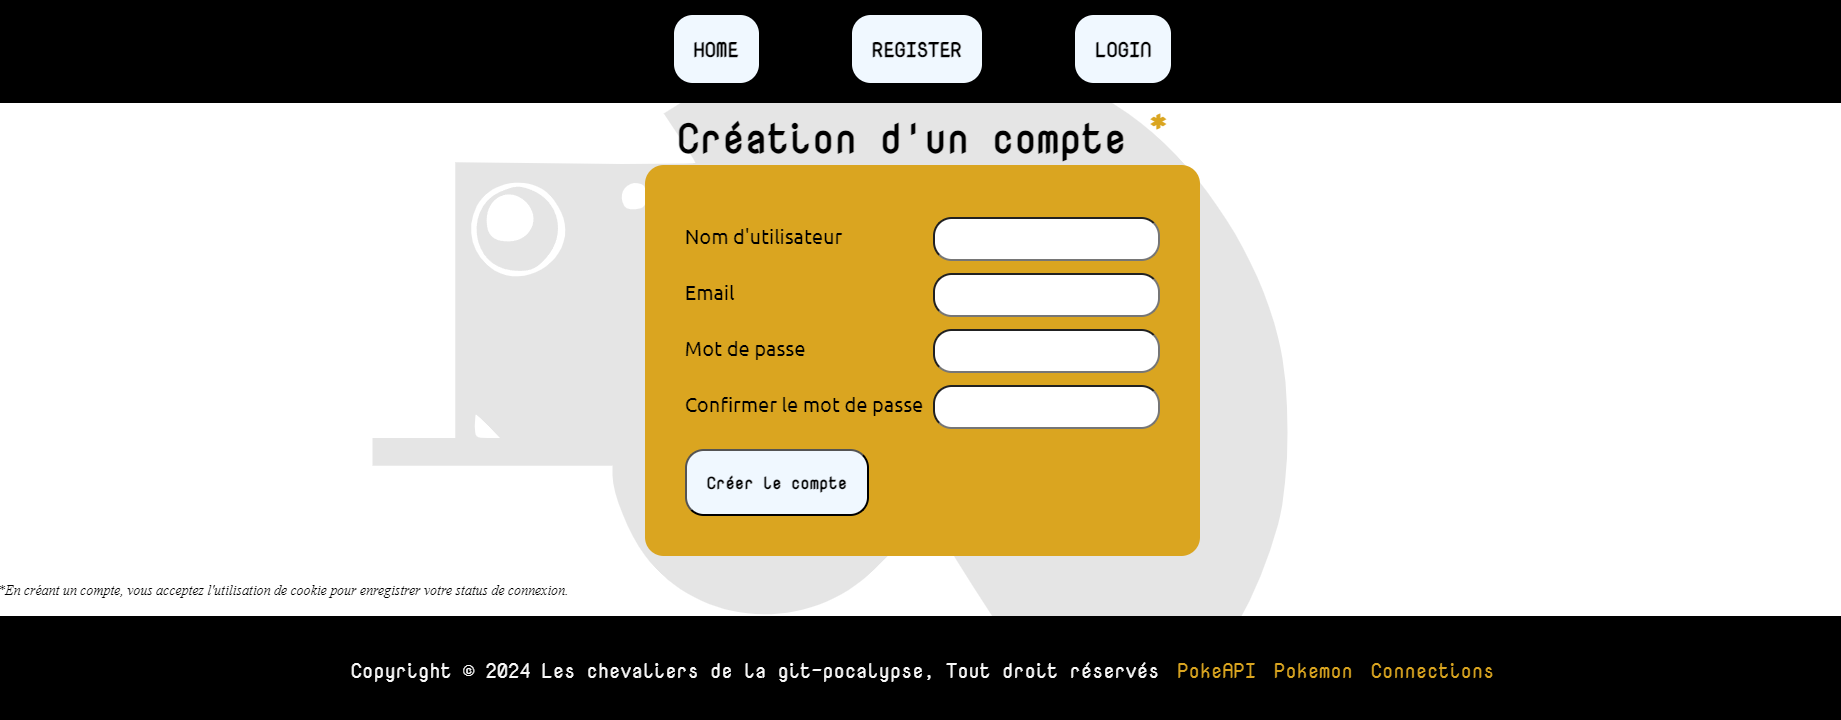 HOME REGISTER LOGIN
Création d'un compte *
Nom d'utilisateur
Email
Mot de passe
Confirmer le mot de passe
Créer le compte
*En créant un compte, vous acceptez l'utilisation de cookie pour enregistrer votre status de connexion.
Copyright © 2024 Les chevaliers de la git-pocalypse, Tout droit réservés PokeAPI Pokemon Connections